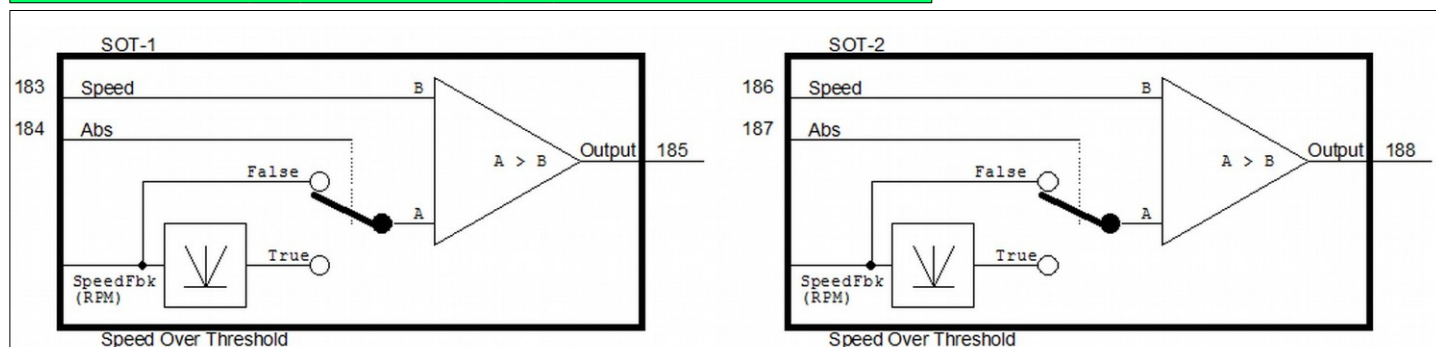 SOT-1
183 Speed B
184 Abs
Output 185
A > B
False
A
True
SpeedFbk
(RPM)
Speed Over Threshold
SOT-2
186 Speed B
187 Abs
Output 188
A > B
False
A
True
SpeedFbk
(RPM)
Speed Over Threshold